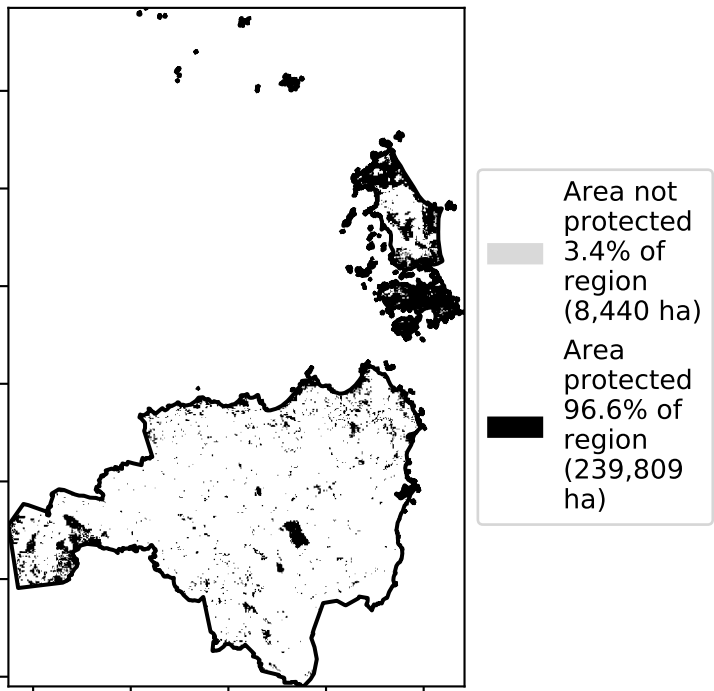 Area not
protected
3.4% of
region
(8,440 ha)
Area
protected
96.6% of
region
(239,809
ha)